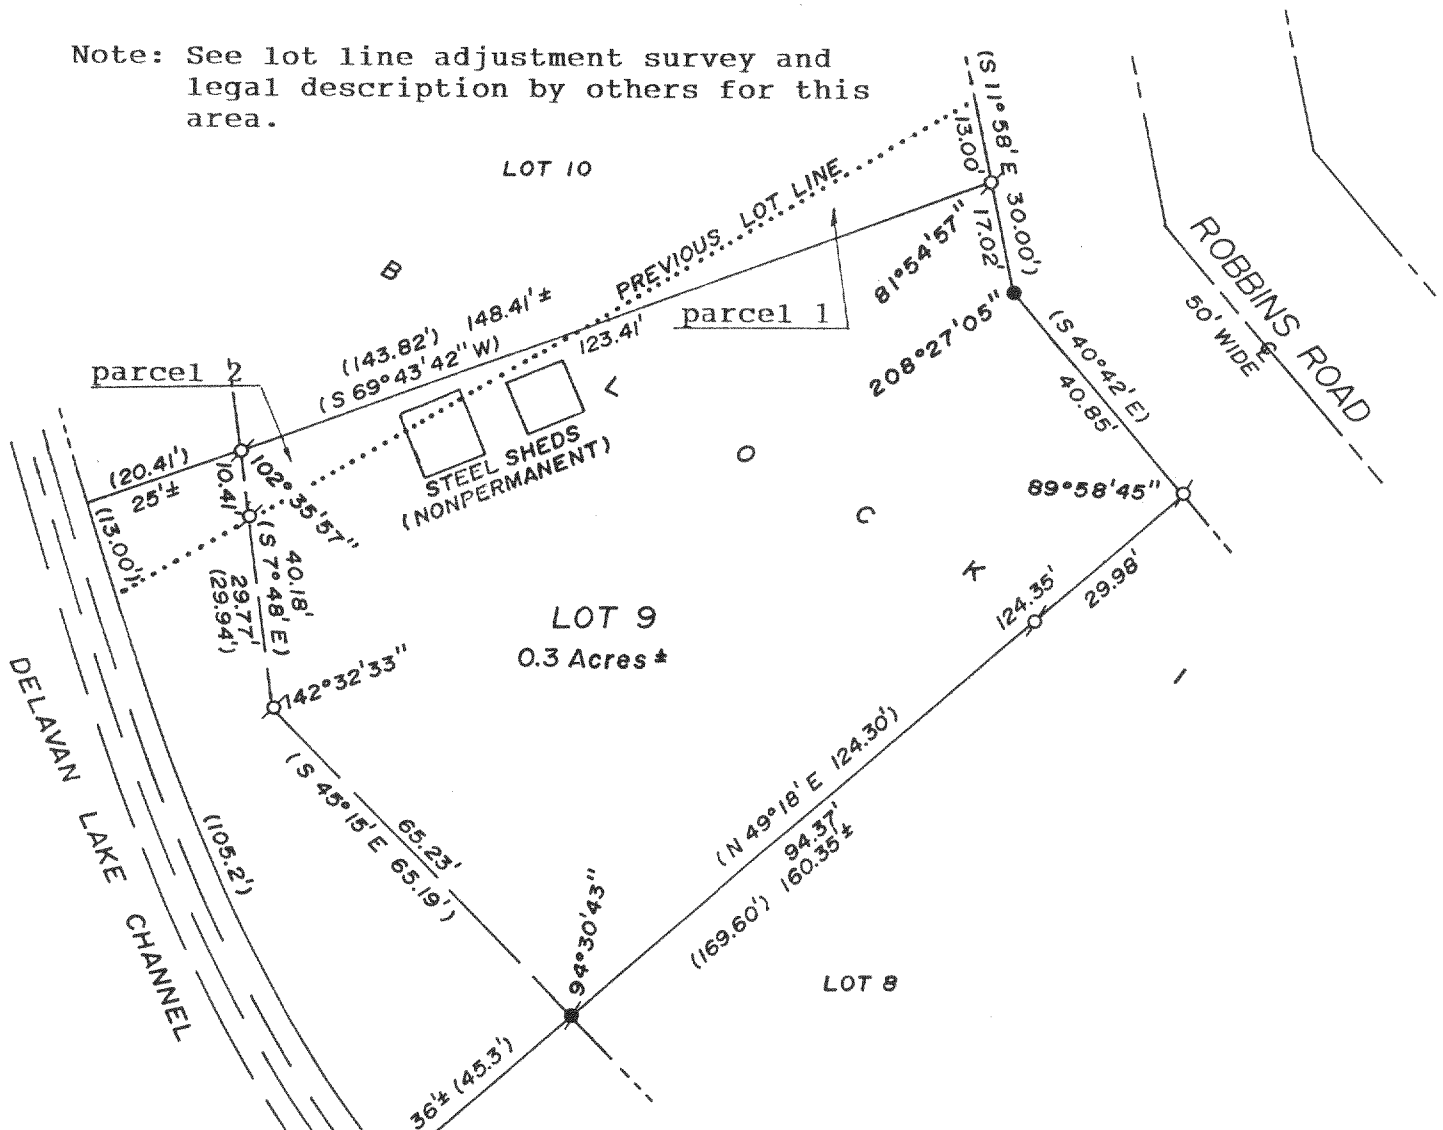 Note: See lot line adjustment survey and
legal description by others for this
area.
LOT 10
(S 11°58' E 30.00')
13.00'
17.02'
PREVIOUS LOT LINE
B
L
O
C
K
1
ROBBINS ROAD
50' WIDE
℄
81°54'57"
parcel 1
208°27'05"
(S 40°42' E)
40.85'
(143.82') 148.41'±
(S 69°43'42" W)
123.41'
parcel 2
STEEL SHEDS
(NONPERMANENT)
(20.41')
25'±
10.41'
102°35'57"
(13.00')
40.18'
(S 7°48' E)
29.77'
(29.94')
89°58'45"
124.35'
29.98'
LOT 9
0.3 Acres ±
142°32'33"
DELAVAN LAKE CHANNEL
(105.2')
65.23'
(S 45°15' E 65.19')
(N 49°18' E 124.30')
94.37'
(169.60') 160.35'±
94°30'43"
LOT 8
36'± (45.3')